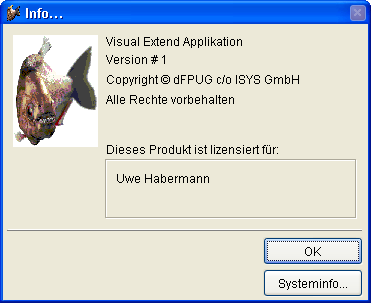 Info...
Visual Extend Applikation
Version # 1
Copyright © dFPUG c/o ISYS GmbH
Alle Rechte vorbehalten
Dieses Produkt ist lizensiert für:
Uwe Habermann
OK
Systeminfo...